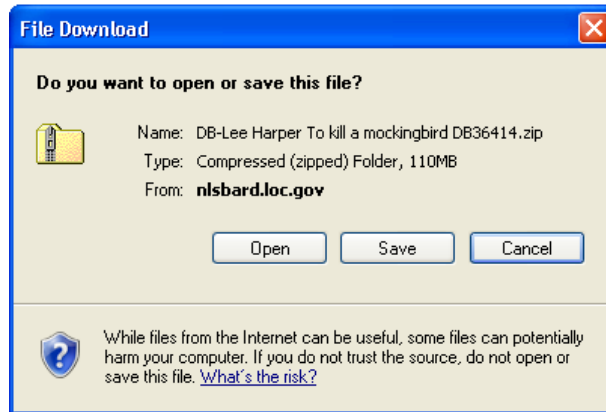 File Download
Do you want to open or save this file?
Name: DB-Lee Harper To kill a mockingbird DB36414.zip
Type: Compressed (zipped) Folder, 110MB
From: nlsbard.loc.gov
Open Save Cancel
While files from the Internet can be useful, some files can potentially
harm your computer. If you do not trust the source, do not open or
save this file. What's the risk?